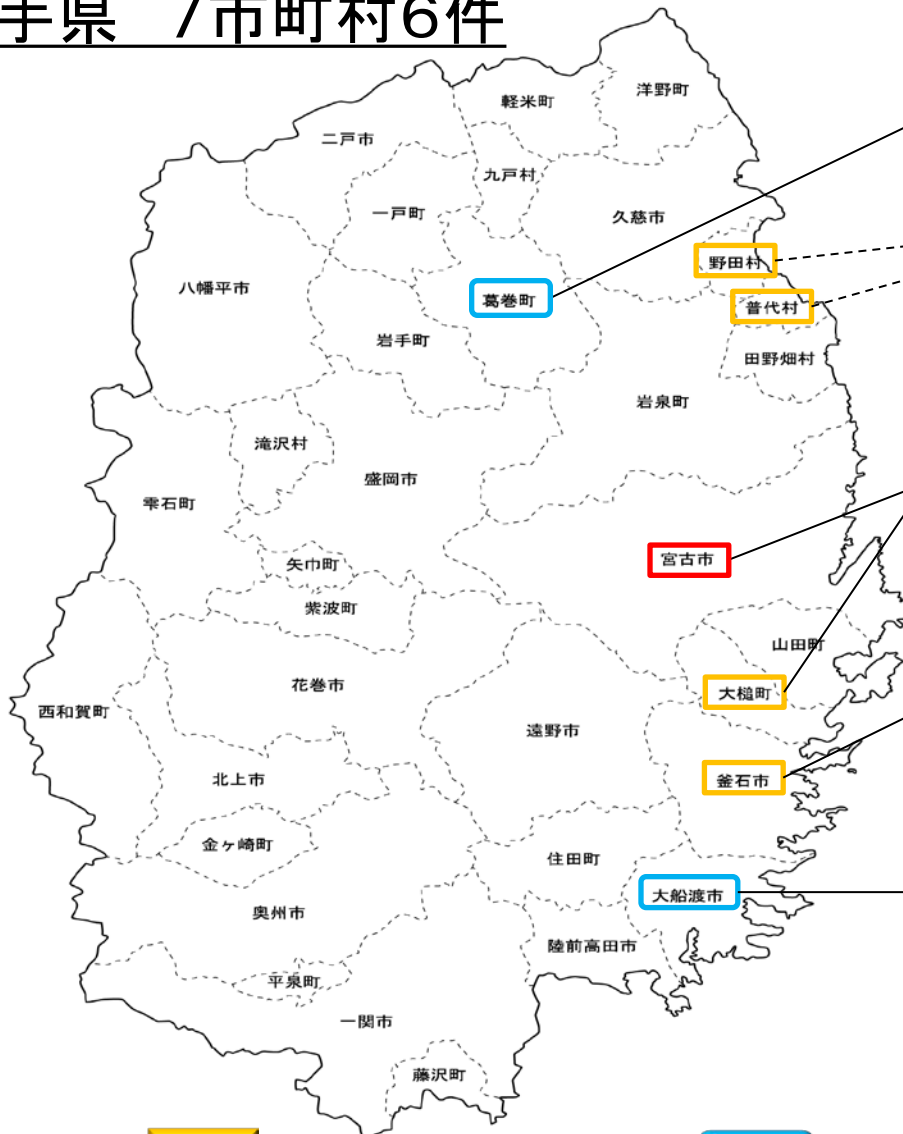 手県 7市町村6件
洋野町
軽米町
二戸市
九戸村
一戸町
久慈市
野田村
八幡平市
葛巻町
普代村
岩手町
田野畑村
岩泉町
滝沢村
盛岡市
雫石町
宮古市
矢巾町
紫波町
山田町
花巻市
大槌町
西和賀町
遠野市
北上市
釜石市
金ヶ崎町
住田町
大船渡市
奥州市
陸前高田市
平泉町
一関市
藤沢町